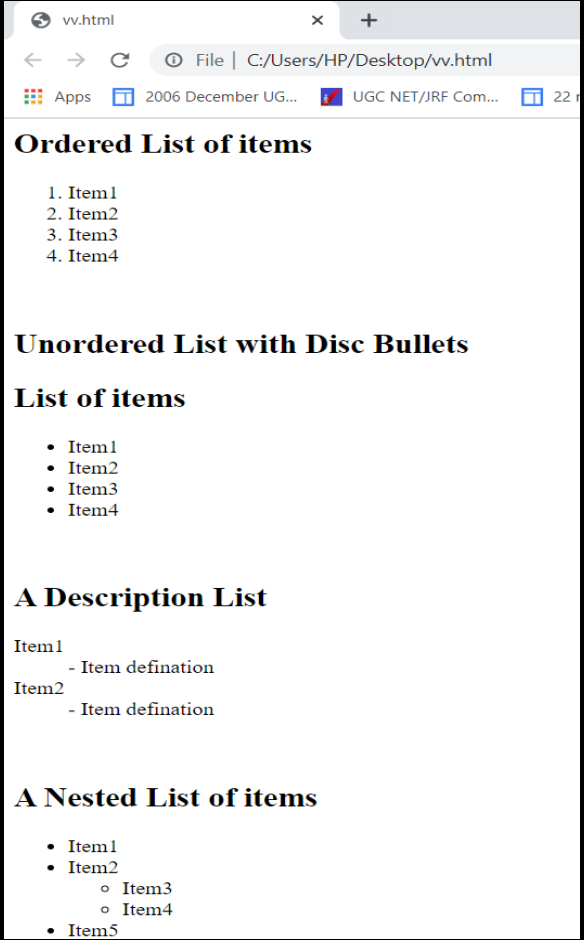 vv.html
File | C:/Users/HP/Desktop/vv.html
Apps 2006 December UG... UGC NET/JRF Com... 22
Ordered List of items
1. Item1
2. Item2
3. Item3
4. Item4
Unordered List with Disc Bullets
List of items
• Item1
• Item2
• Item3
• Item4
A Description List
Item1
- Item defination
Item2
- Item defination
A Nested List of items
• Item1
• Item2
◦ Item3
◦ Item4
• Item5